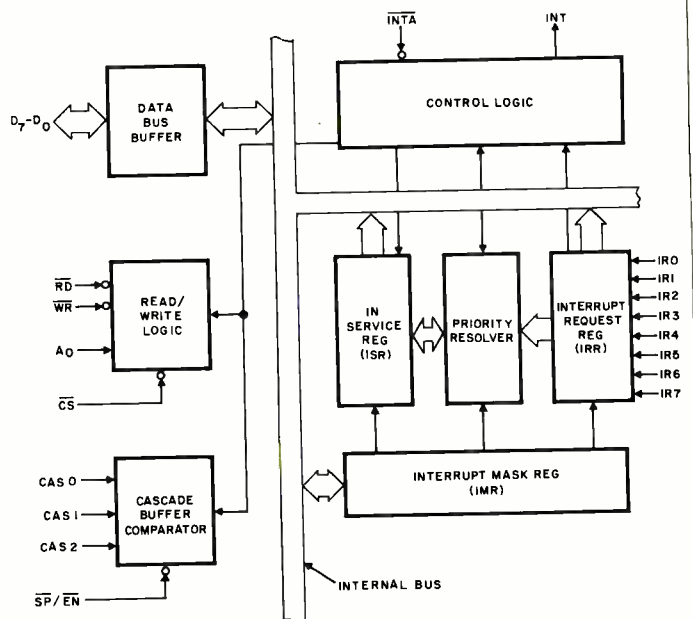 INTA
INT
D7-D0
DATA
BUS
BUFFER
CONTROL LOGIC
RD
WR
A0
CS
READ/
WRITE
LOGIC
IN
SERVICE
REG
(ISR)
PRIORITY
RESOLVER
INTERRUPT
REQUEST
REG
(IRR)
IR0
IR1
IR2
IR3
IR4
IR5
IR6
IR7
CAS 0
CAS 1
CAS 2
CASCADE
BUFFER
COMPARATOR
SP/EN
INTERRUPT MASK REG
(IMR)
INTERNAL BUS